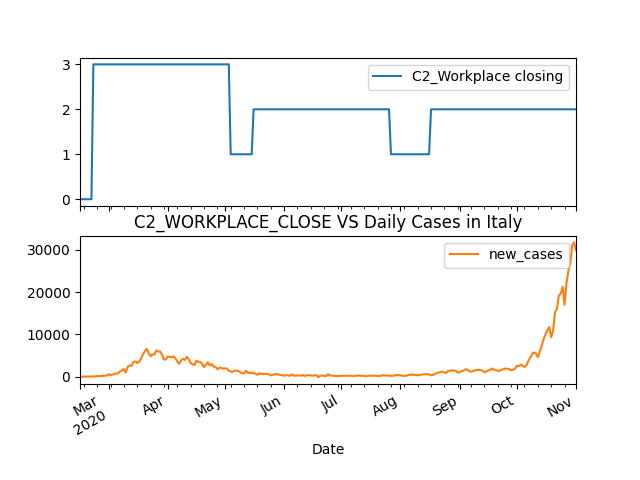 3
2
1
0
C2_Workplace closing
C2_WORKPLACE_CLOSE VS Daily Cases in Italy
30000
20000
10000
0
new_cases
Mar
2020
Apr
May
Jun
Jul
Aug
Sep
Oct
Nov
Date